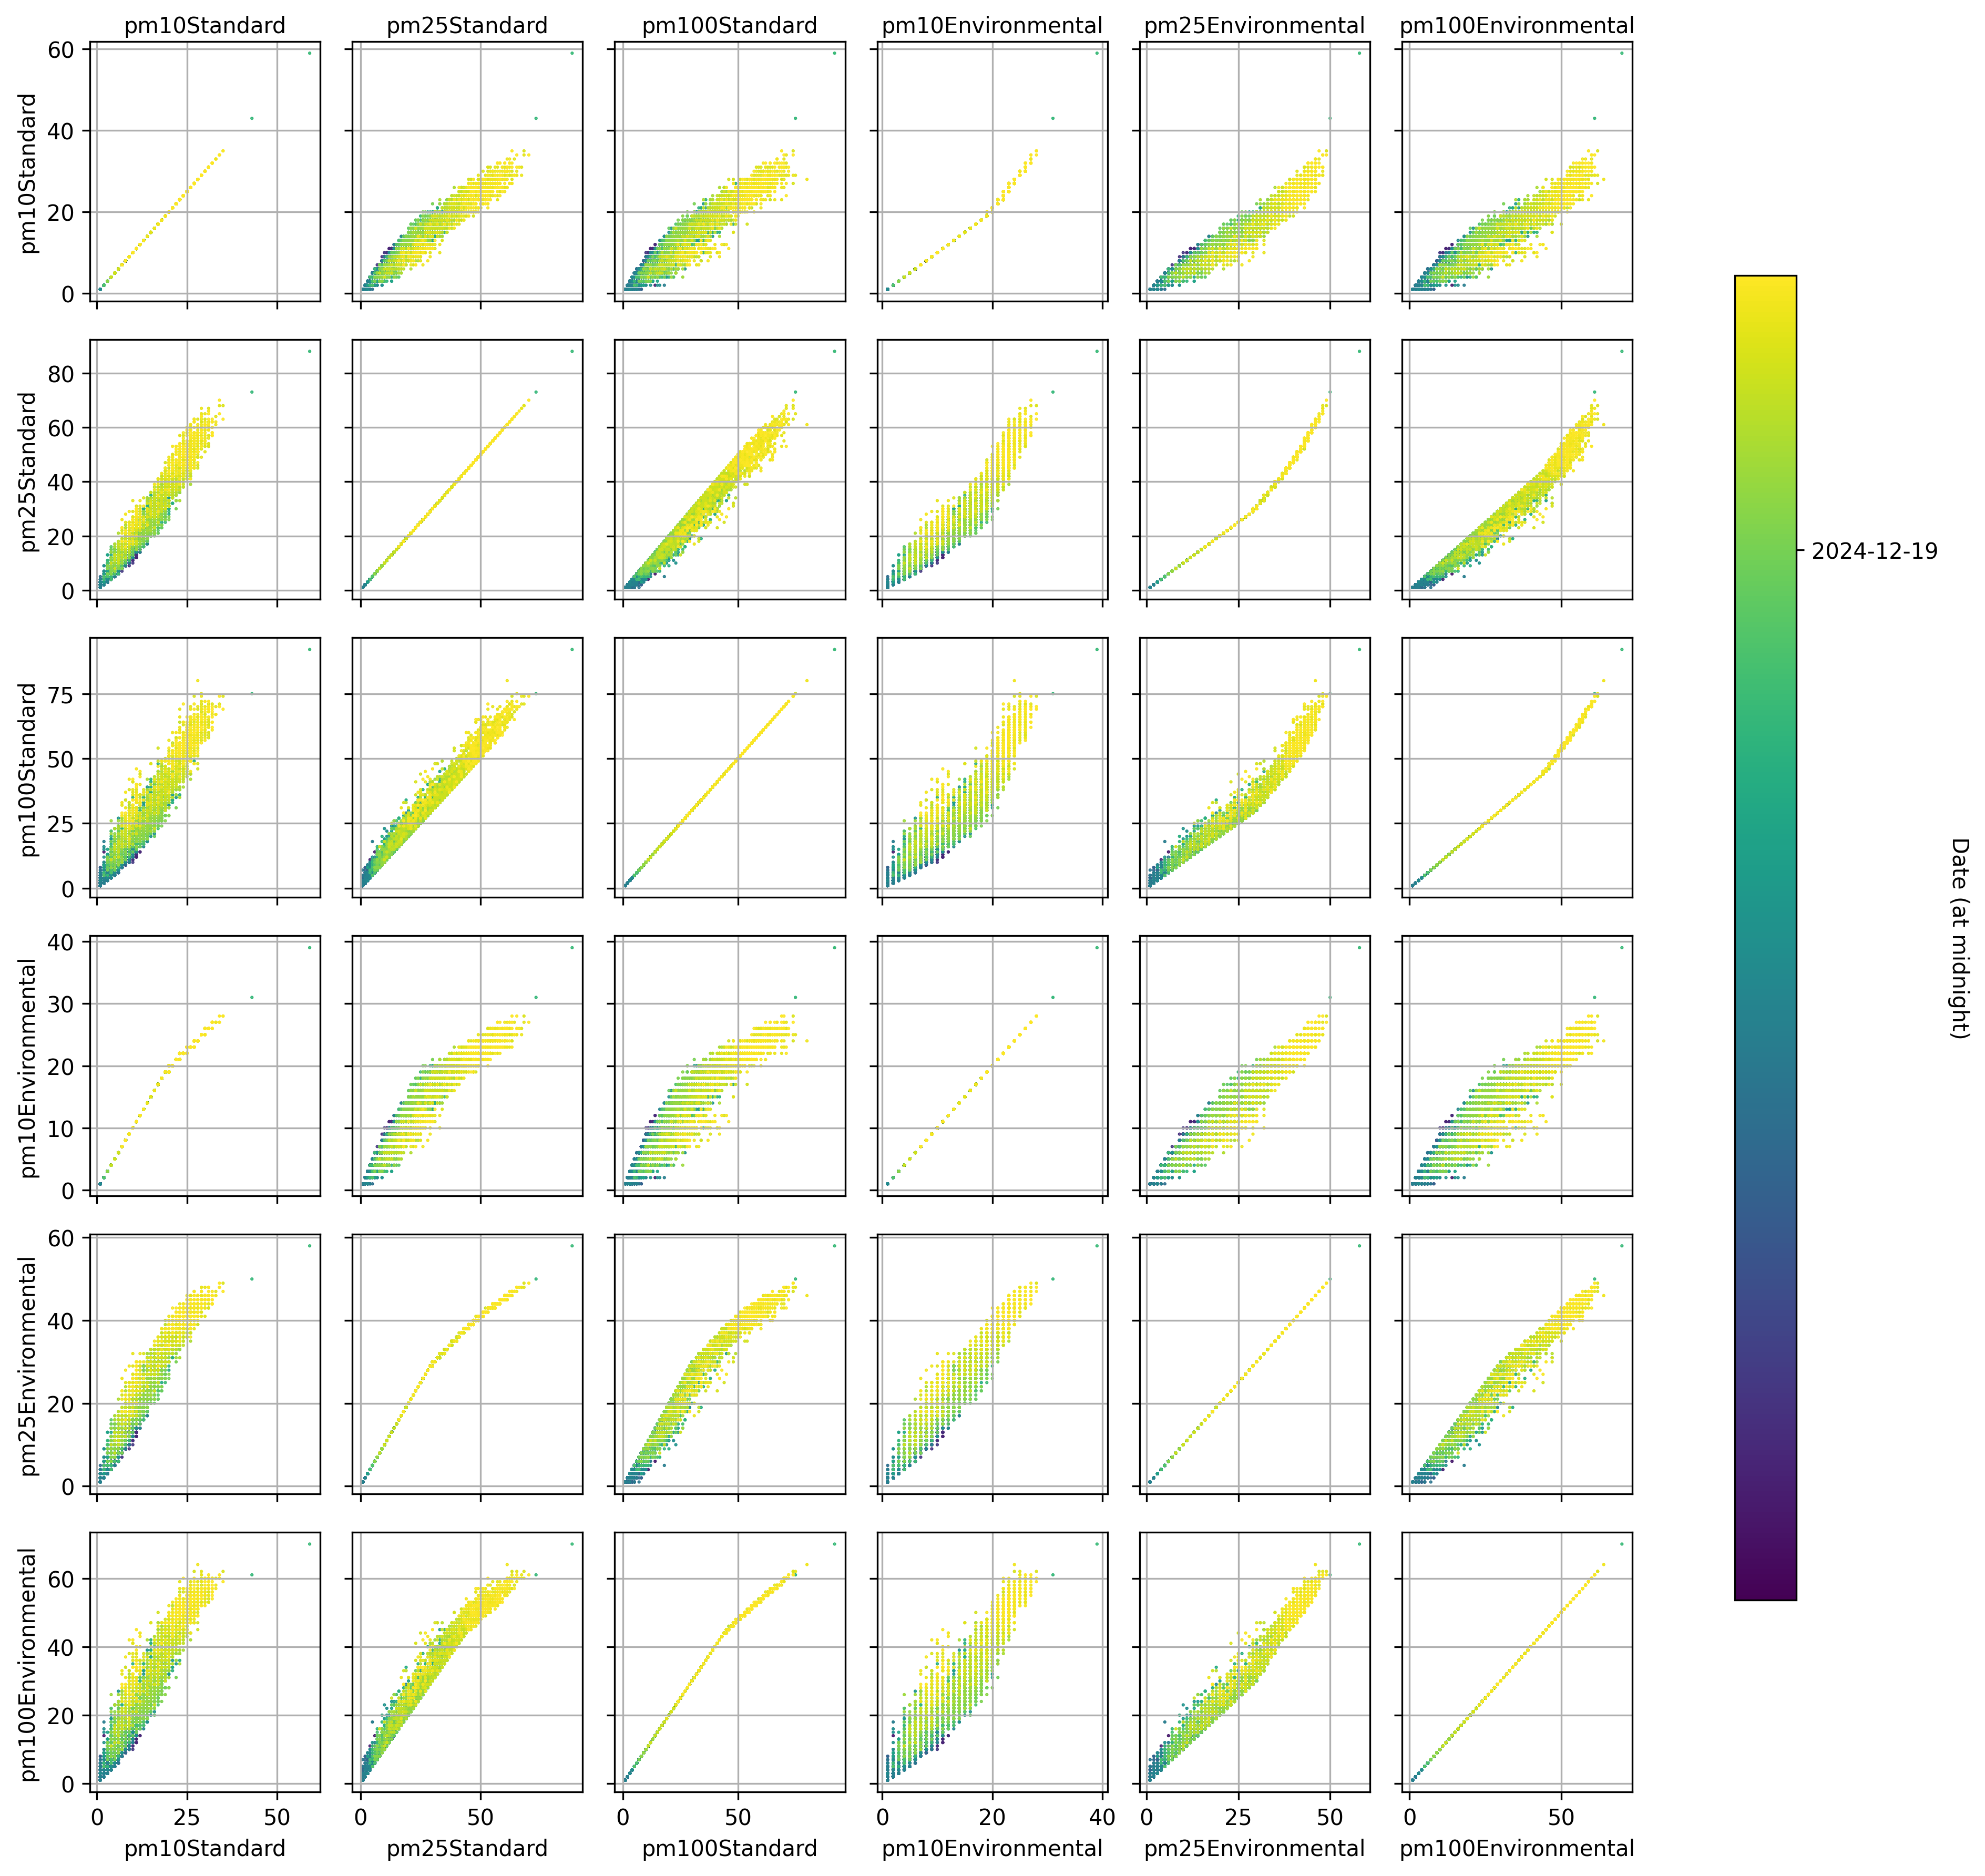 pm10Standard pm25Standard pm100Standard pm10Environmental pm25Environmental pm100Environmental
60
40
20
0
pm10Standard
80
60
40
20
0
pm25Standard
2024-12-19
75
50
25
0
pm100Standard
Date (at midnight)
40
30
20
10
0
pm10Environmental
60
40
20
0
pm25Environmental
60
40
20
0
pm100Environmental
0 25 50 0 50 0 50 0 20 40 0 25 50 0 50
pm10Standard pm25Standard pm100Standard pm10Environmental pm25Environmental pm100Environmental